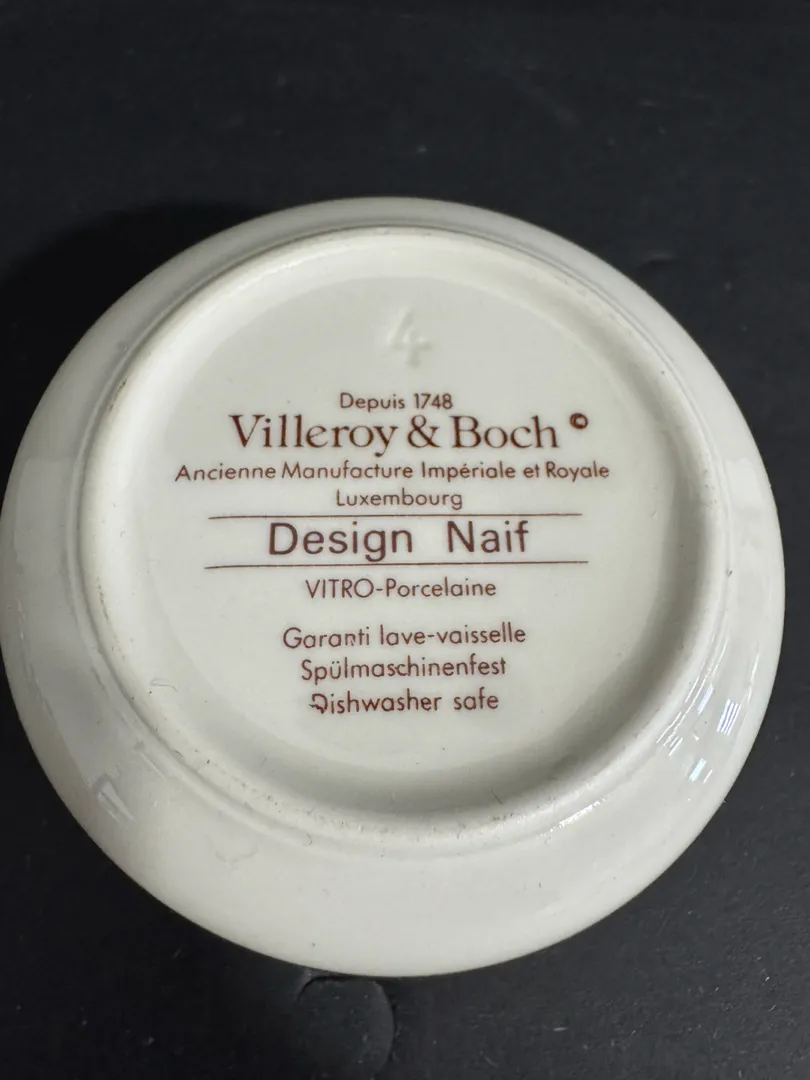 4
Depuis 1748
Villeroy & Boch ©
Ancienne Manufacture Impériale et Royale
Luxembourg
Design Naif
VITRO-Porcelaine
Garanti lave-vaisselle
Spülmaschinenfest
Dishwasher safe